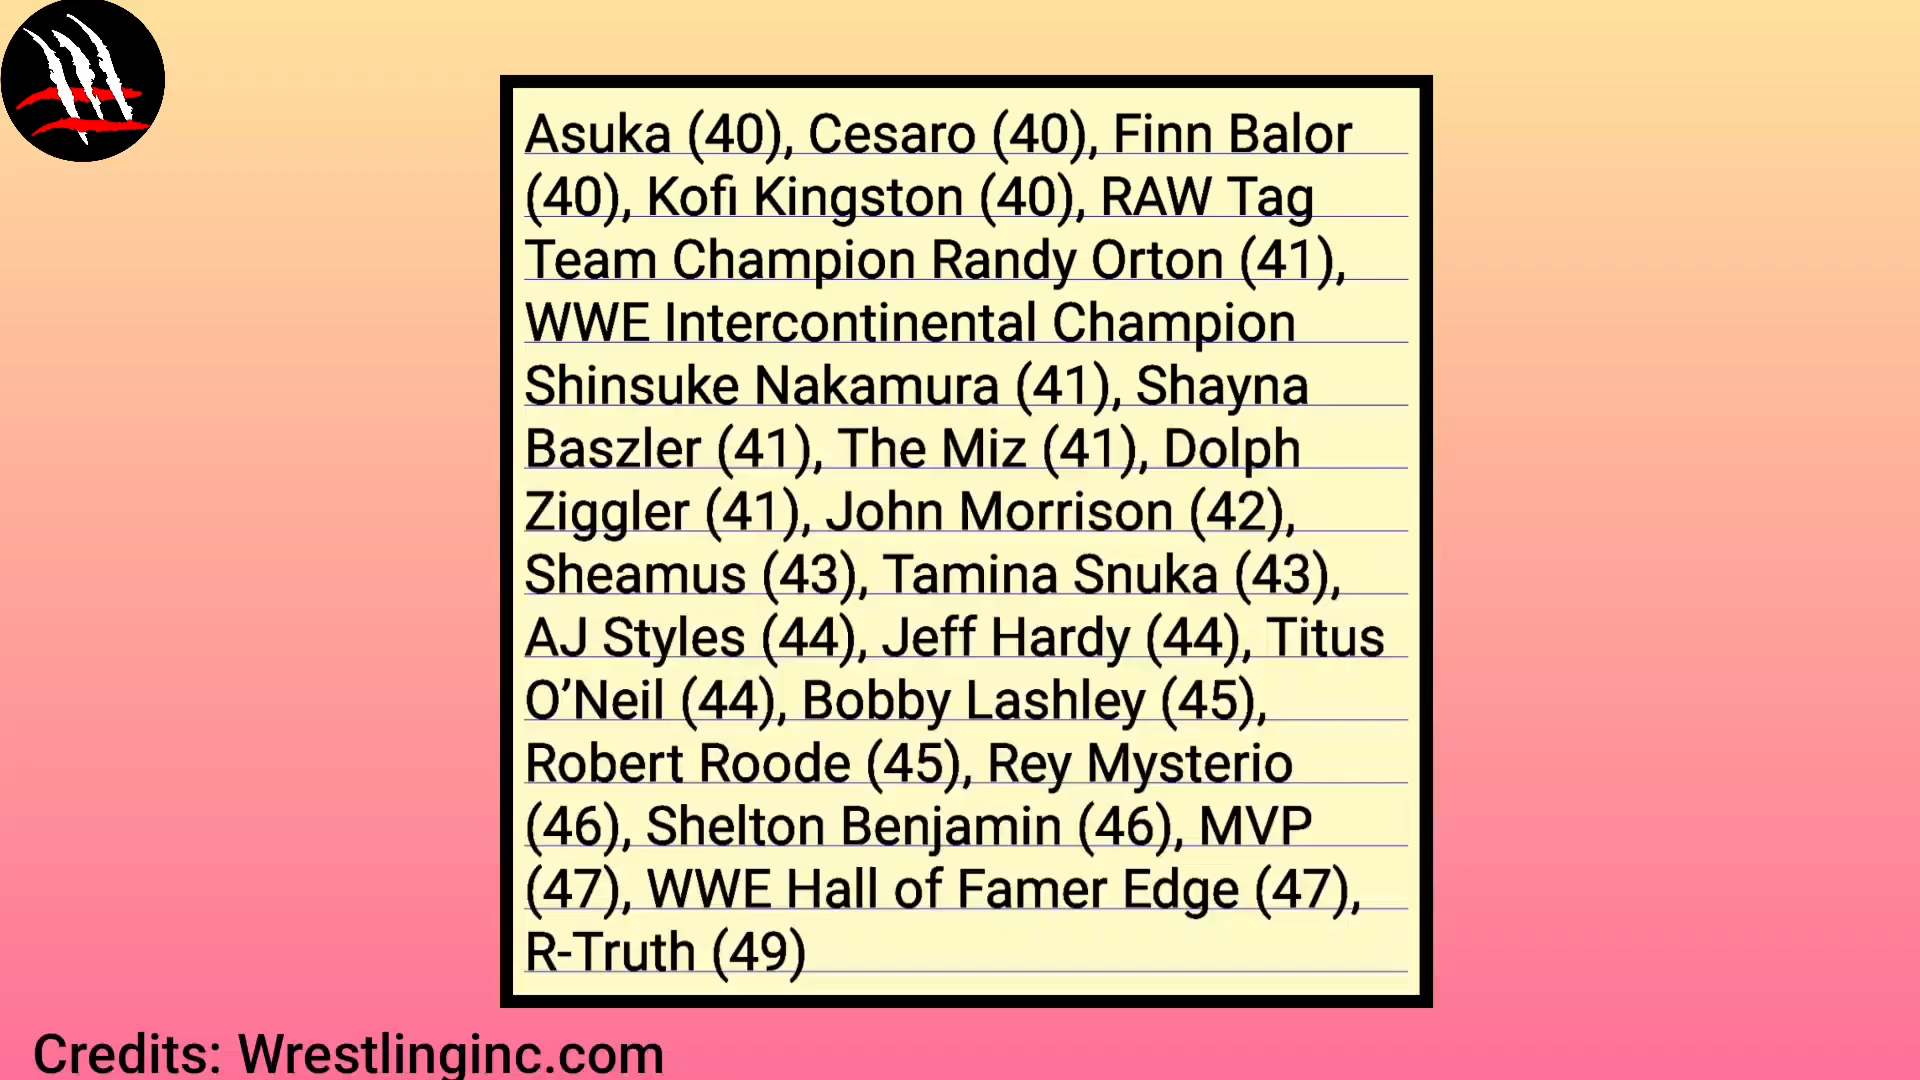 Asuka (40), Cesaro (40), Finn Balor
(40), Kofi Kingston (40), RAW Tag
Team Champion Randy Orton (41),
WWE Intercontinental Champion
Shinsuke Nakamura (41), Shayna
Baszler (41), The Miz (41), Dolph
Ziggler (41), John Morrison (42),
Sheamus (43), Tamina Snuka (43),
AJ Styles (44), Jeff Hardy (44), Titus
O’Neil (44), Bobby Lashley (45),
Robert Roode (45), Rey Mysterio
(46), Shelton Benjamin (46), MVP
(47), WWE Hall of Famer Edge (47),
R-Truth (49)
Credits: Wrestlinginc.com